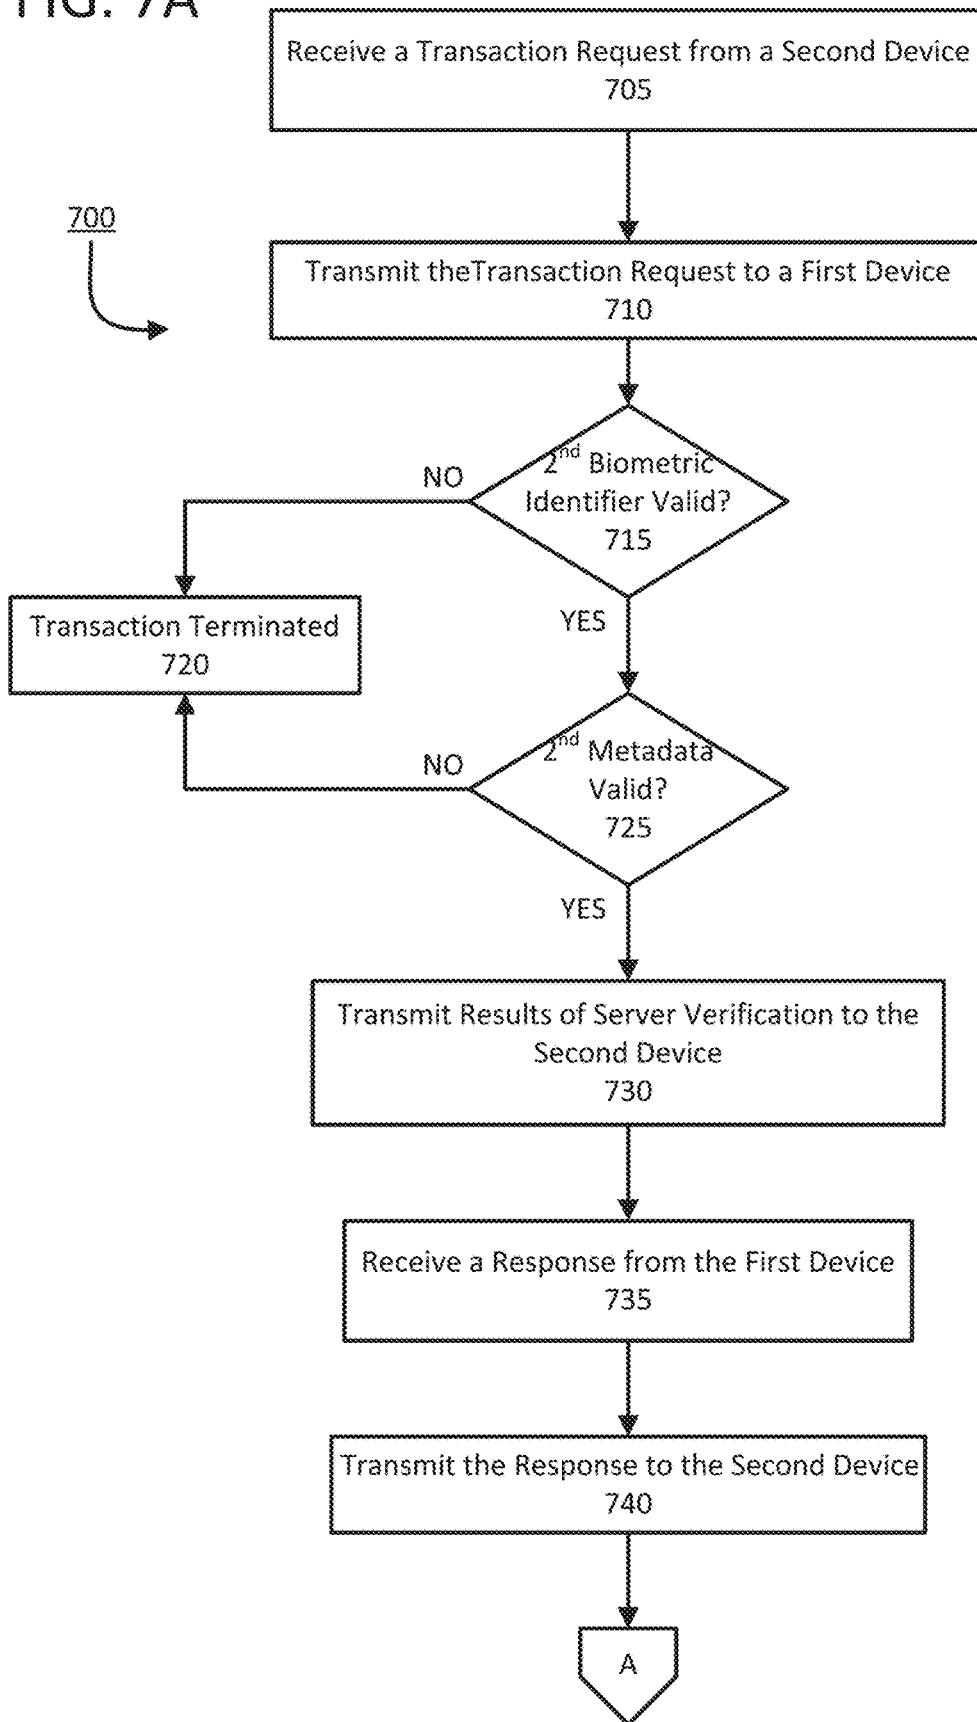 FIG. 7A
Receive a Transaction Request from a Second Device
705
700
Transmit theTransaction Request to a First Device
710
2nd Biometric
Identifier Valid?
715
NO
YES
Transaction Terminated
720
2nd Metadata
Valid?
725
NO
YES
Transmit Results of Server Verification to the
Second Device
730
Receive a Response from the First Device
735
Transmit the Response to the Second Device
740
A